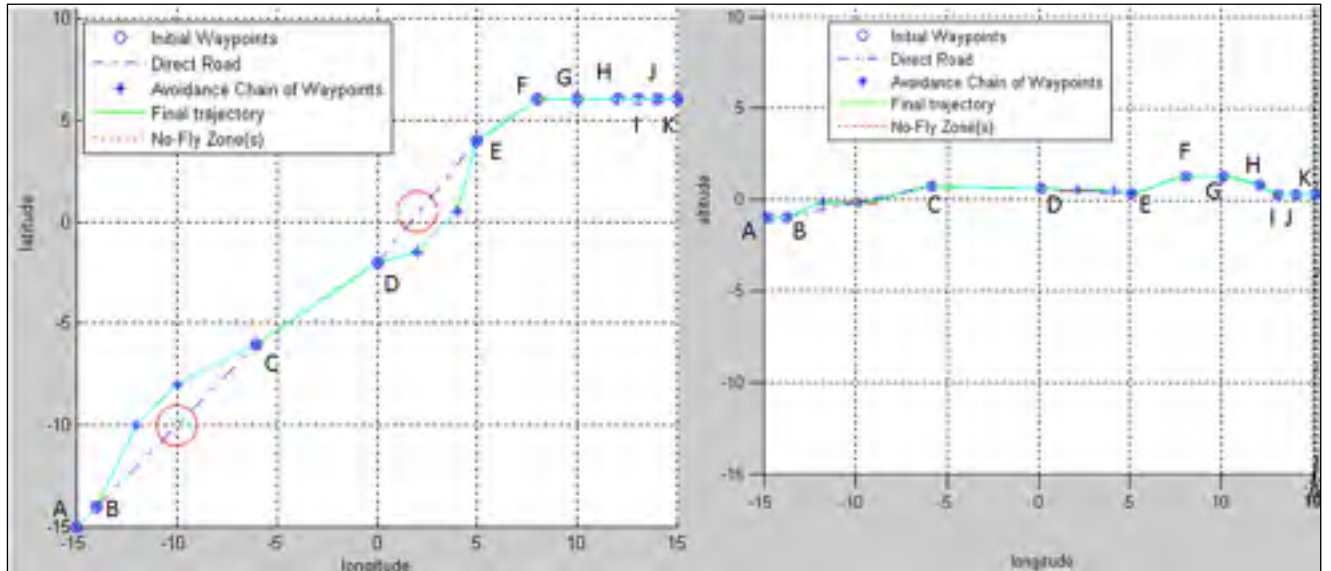 10
5
0
-5
-10
-15
latitude
Initial Waypoints
Direct Road
Avoidance Chain of Waypoints
Final trajectory
No-Fly Zone(s)
A
B
C
D
E
F
G
H
I
J
K
-15
-10
-5
0
5
10
15
longitude
10
5
0
-5
-10
-15
altitude
Initial Waypoints
Direct Road
Avoidance Chain of Waypoints
Final trajectory
No-Fly Zone(s)
A
B
C
D
E
F
G
H
I
J
K
-15
-10
-5
0
5
10
longitude